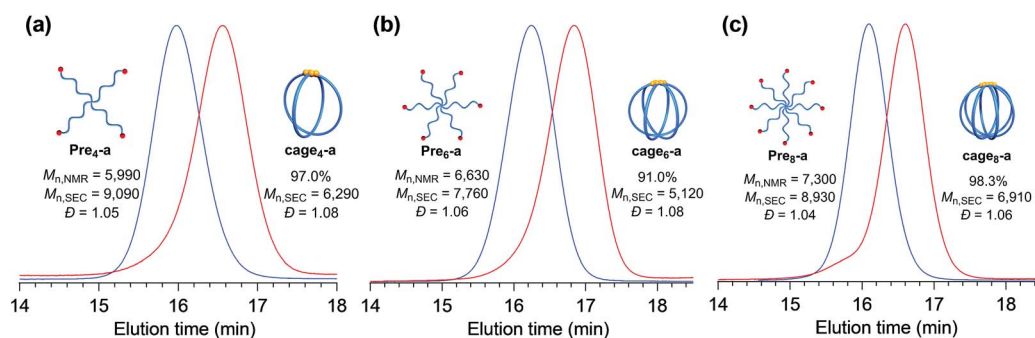 (a)
Pre₄-a
Mn,NMR = 5,990
Mn,SEC = 9,090
Đ = 1.05
cage₄-a
97.0%
Mn,SEC = 6,290
Đ = 1.08
14 15 16 17 18
Elution time (min)
(b)
Pre₆-a
Mn,NMR = 6,630
Mn,SEC = 7,760
Đ = 1.06
cage₆-a
91.0%
Mn,SEC = 5,120
Đ = 1.08
14 15 16 17 18
Elution time (min)
(c)
Pre₈-a
Mn,NMR = 7,300
Mn,SEC = 8,930
Đ = 1.04
cage₈-a
98.3%
Mn,SEC = 6,910
Đ = 1.06
14 15 16 17 18
Elution time (min)